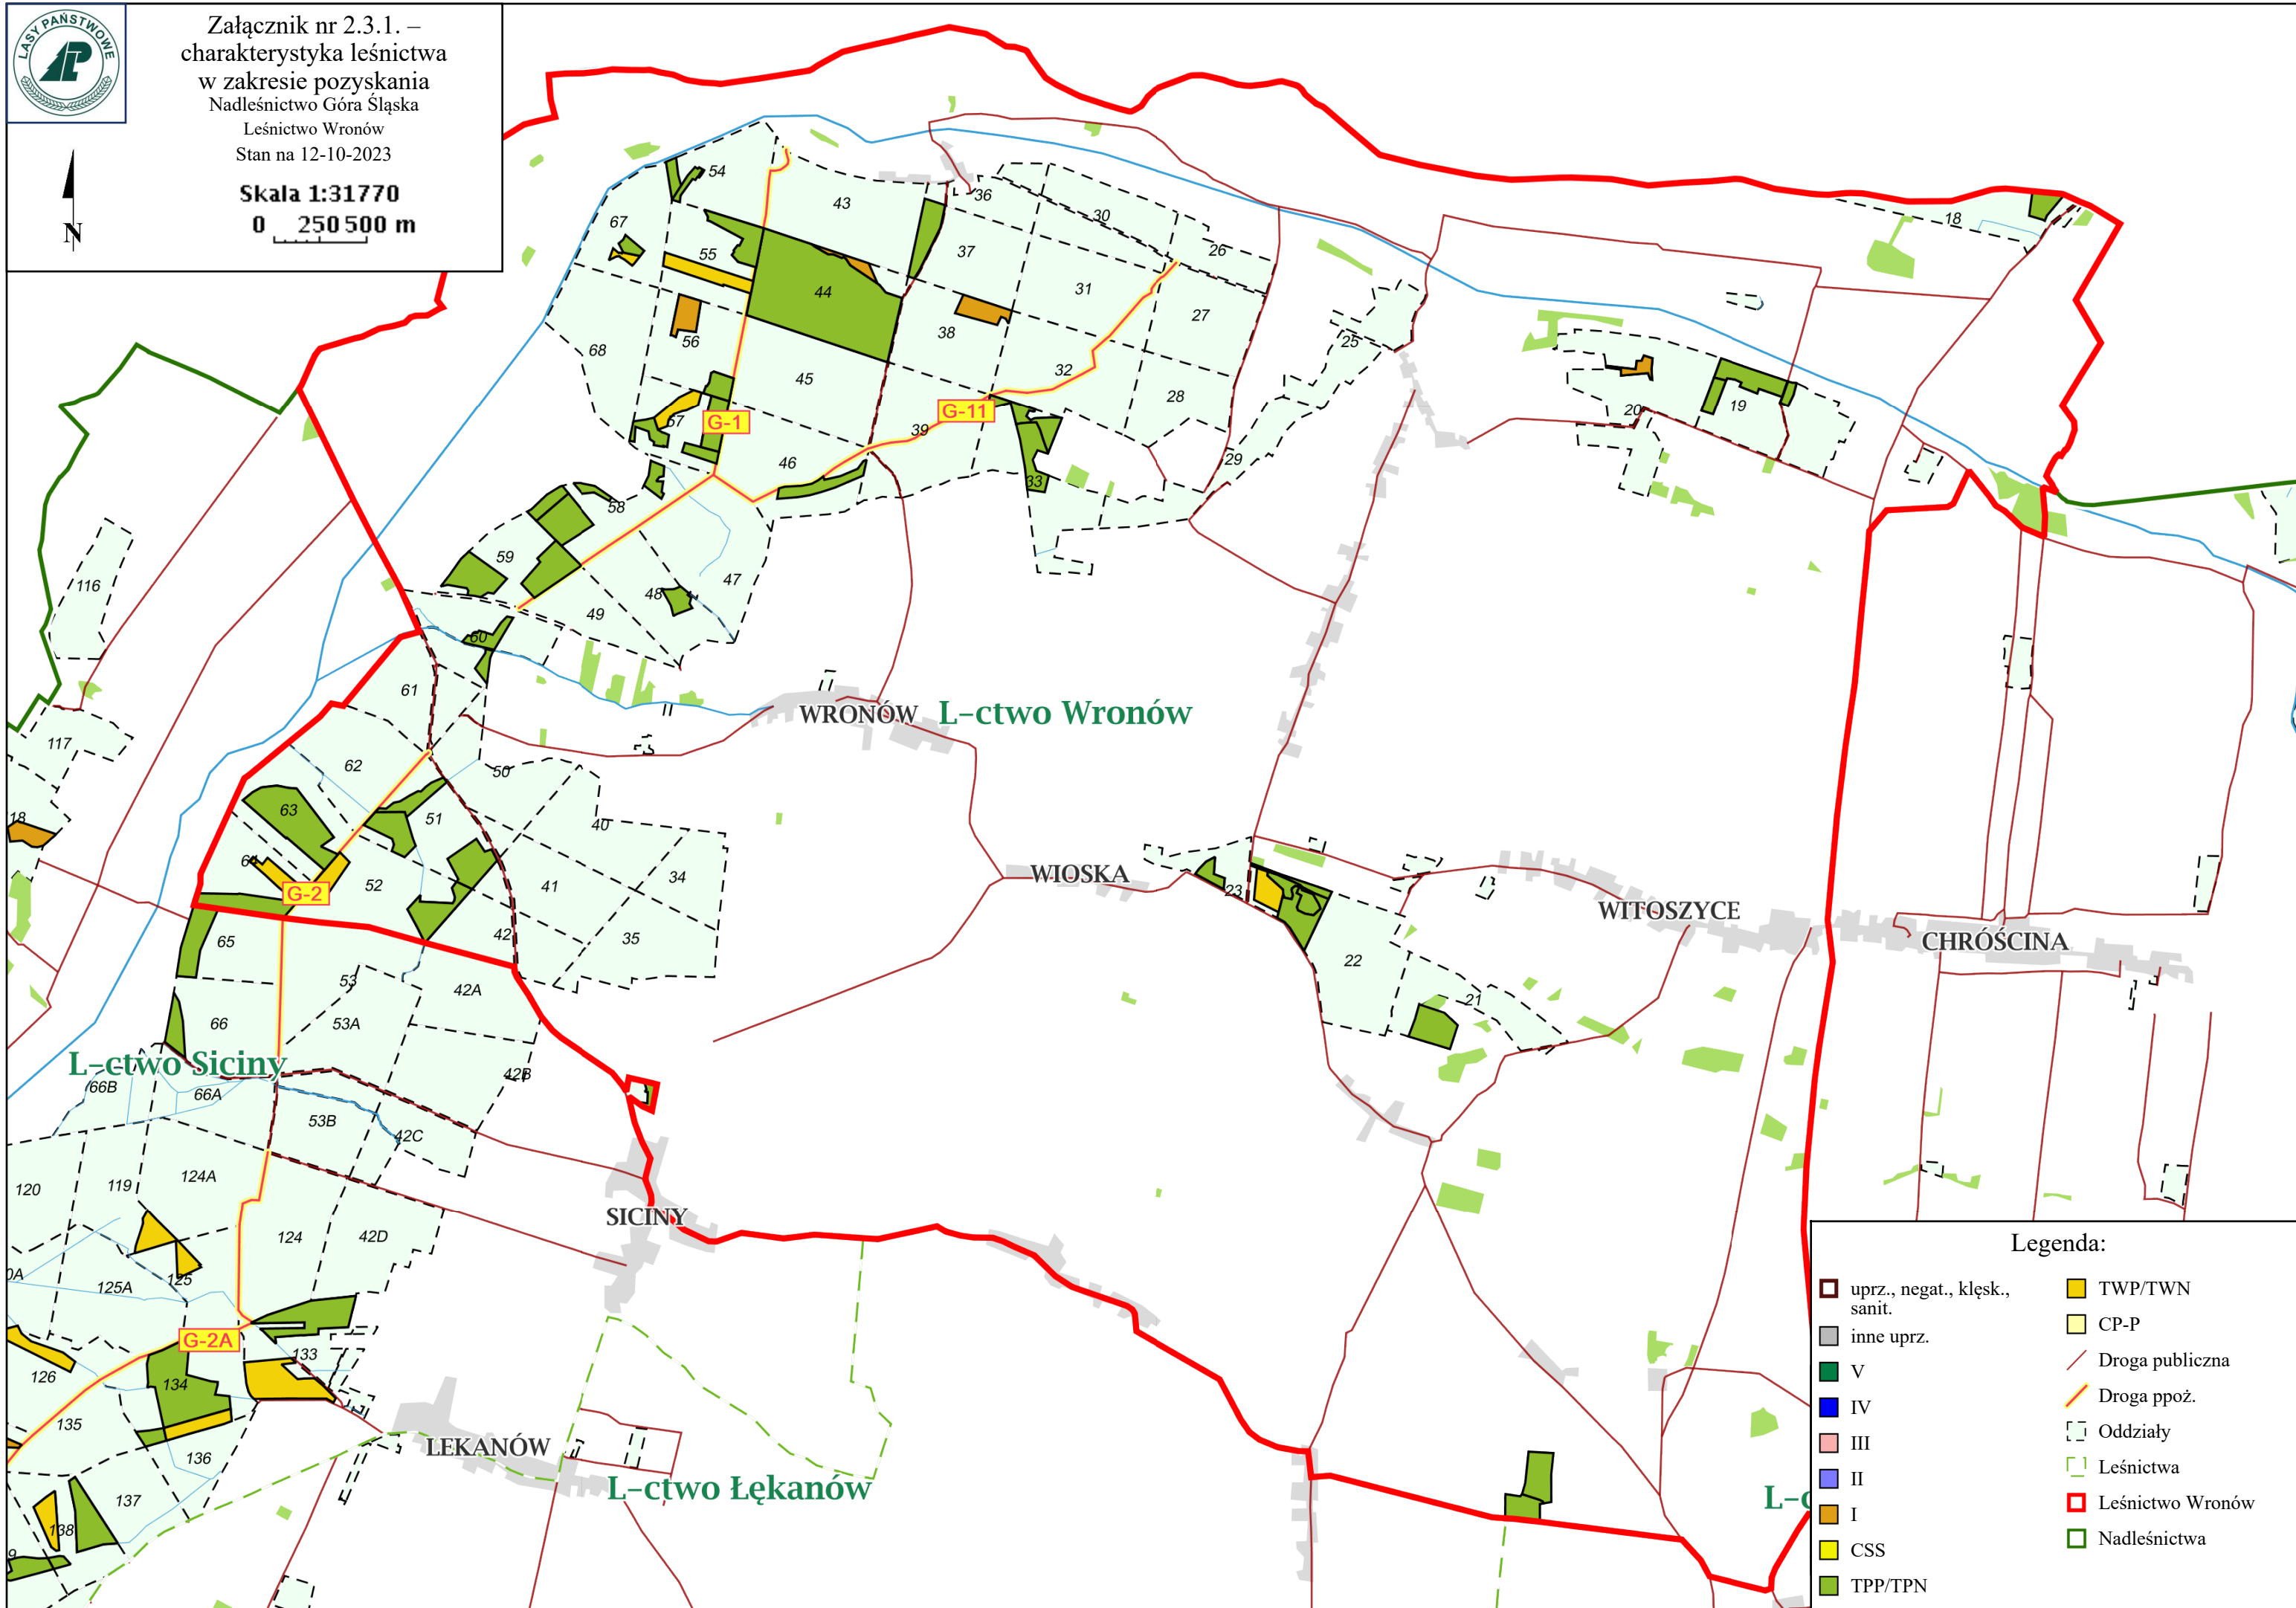 LASY PAŃSTWOWE
Załącznik nr 2.3.1. –
charakterystyka leśnictwa
w zakresie pozyskania
Nadleśnictwo Góra Śląska
Leśnictwo Wronów
Stan na 12-10-2023
Skala 1:31770
0 250 500 m
N
54
43
36
30
26
18
67
55
37
44
31
27
68
56
38
25
45
32
28
20
19
57
G-1
G-11
39
46
29
33
58
59
116
48
47
49
60
61
WRONÓW
L-ctwo Wronów
117
62
50
63
51
18
40
64
G-2
52
41
34
WIOSKA
23
WITOSZYCE
CHRÓŚCINA
65
42
35
22
53
42A
21
66
53A
L-ctwo Siciny
42B
66B
66A
53B
42C
120
119
124A
SICINY
124
42D
0A
125A
125
G-2A
133
126
134
135
LEKANÓW
136
L-ctwo Łękanów
137
138
9
L-c
Legenda:
uprz., negat., klęsk.,
sanit.
inne uprz.
V
IV
III
II
I
CSS
TPP/TPN
TWP/TWN
CP-P
Droga publiczna
Droga ppoż.
Oddziały
Leśnictwa
Leśnictwo Wronów
Nadleśnictwa